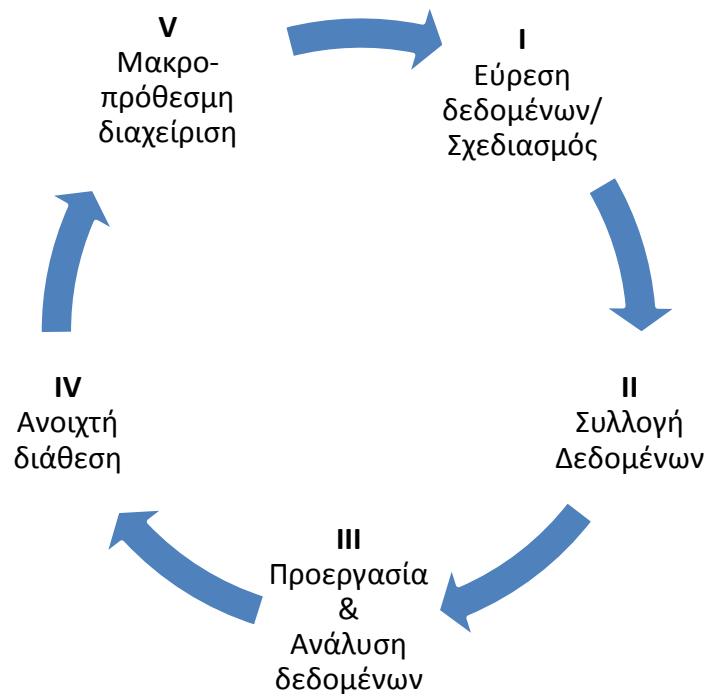 I
Εύρεση
δεδομένων/
Σχεδιασμός
II
Συλλογή
Δεδομένων
III
Προεργασία
&
Ανάλυση
δεδομένων
IV
Ανοιχτή
διάθεση
V
Μακρο-
πρόθεσμη
διαχείριση